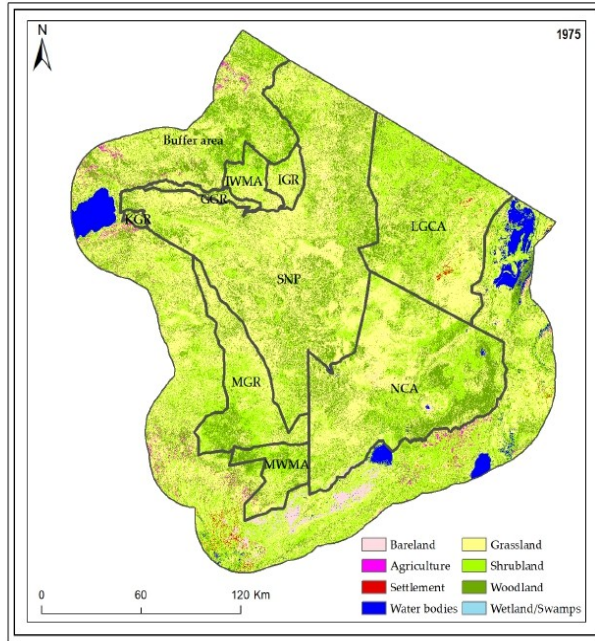 N
1975
Buffer area
IWMA
IGR
GGR
KGR
LGCA
SNP
MGR
NCA
MWMA
Bareland
Grassland
Agriculture
Shrubland
Settlement
Woodland
Water bodies
Wetland/Swamps
0
60
120 Km